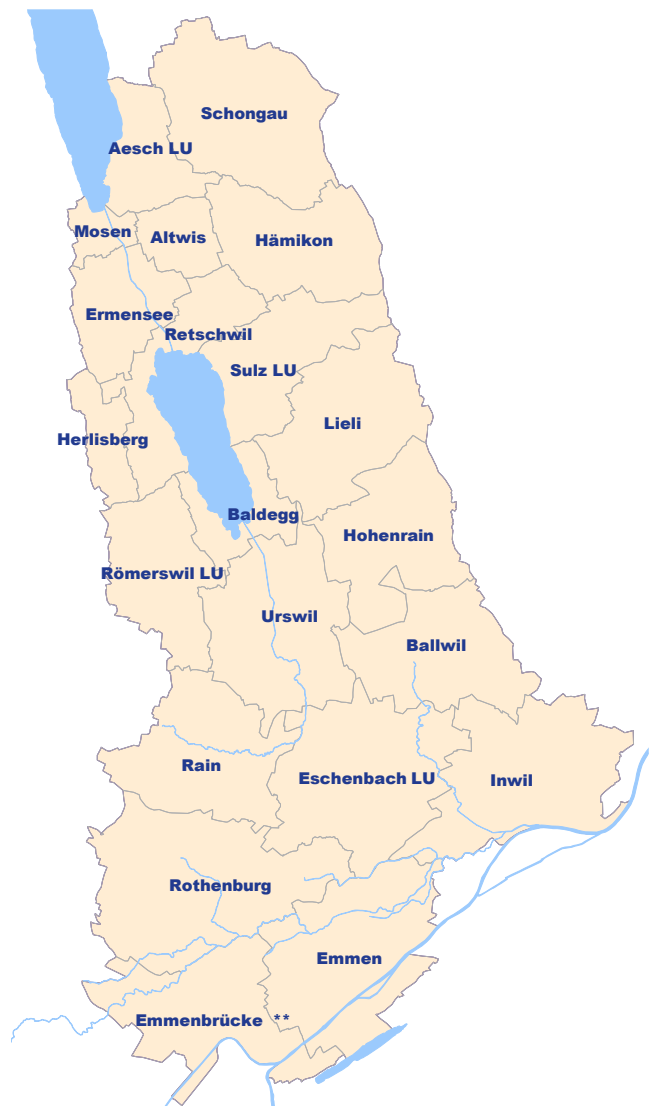 Schongau
Aesch LU
Mosen
Altwis
Hämikon
Ermensee
Retschwil
Sulz LU
Lieli
Herlisberg
Baldegg
Hohenrain
Römerswil LU
Urswil
Ballwil
Rain
Eschenbach LU
Inwil
Rothenburg
Emmen
Emmenbrücke **